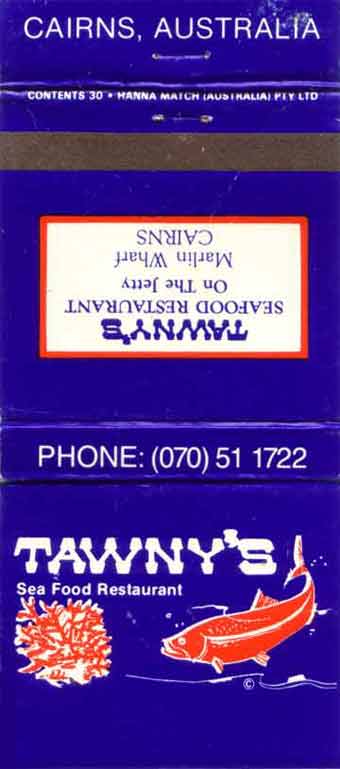 CAIRNS, AUSTRALIA
CONTENTS 30 • HANNA MATCH (AUSTRALIA) PTY LTD
TAWNY'S
SEAFOOD RESTAURANT
On The Jetty
Marlin Wharf
CAIRNS
PHONE: (070) 51 1722
TAWNY'S
Sea Food Restaurant
©